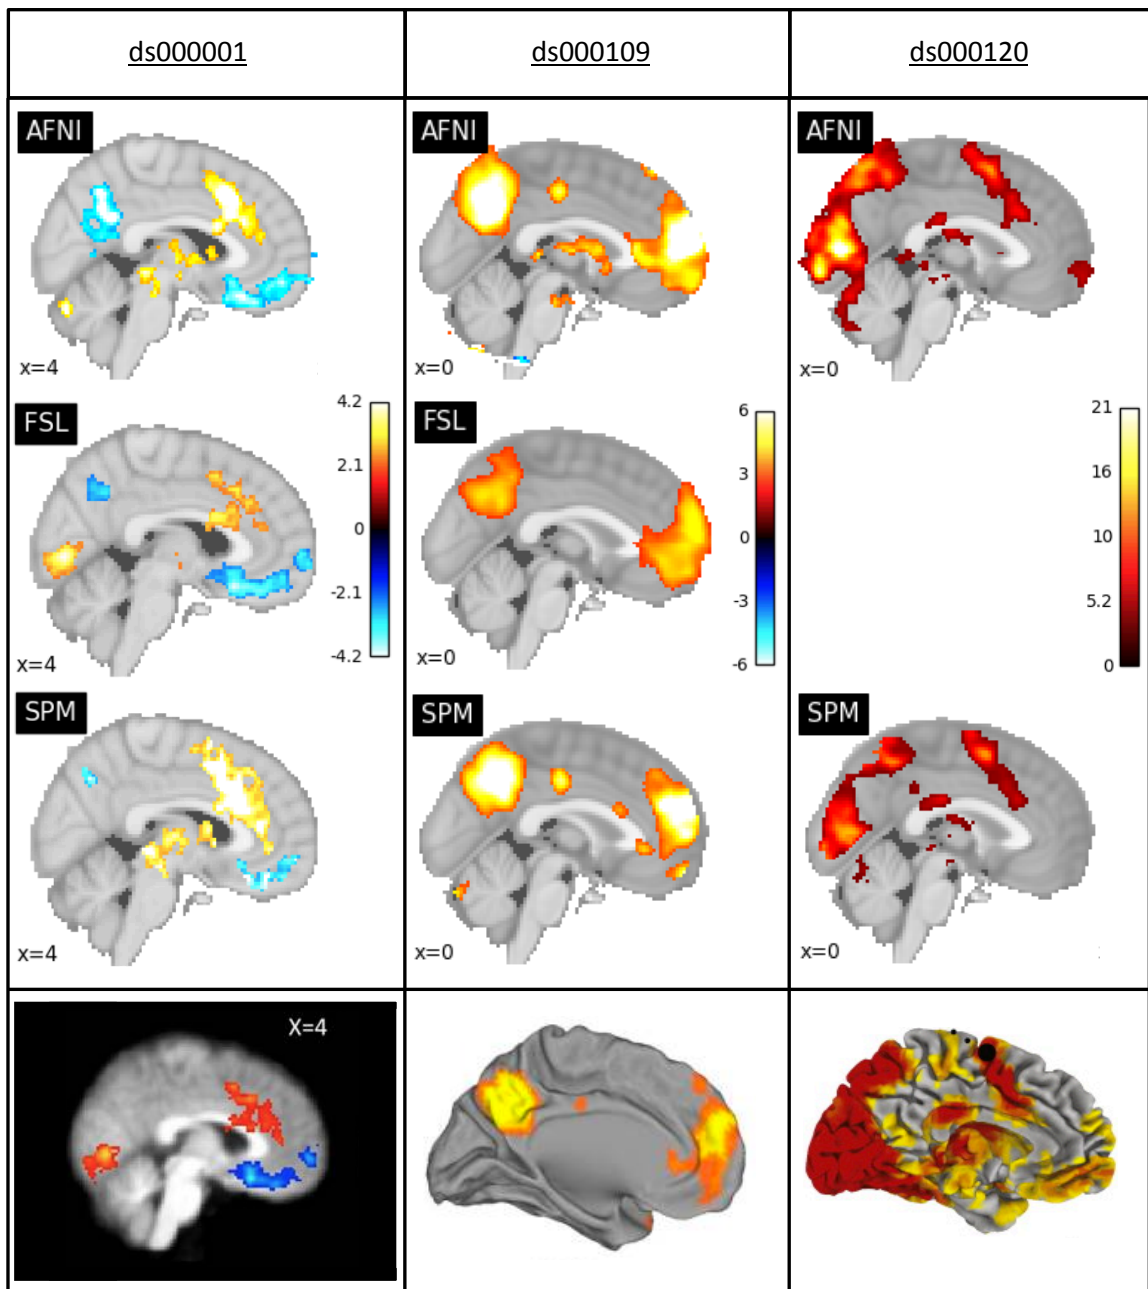 ds000001
ds000109
ds000120
AFNI
x=4
AFNI
x=0
AFNI
x=0
FSL
x=4
4.2
2.1
0
-2.1
-4.2
FSL
x=0
6
3
0
-3
-6
21
16
10
5.2
0
SPM
x=4
SPM
x=0
SPM
x=0
X=4